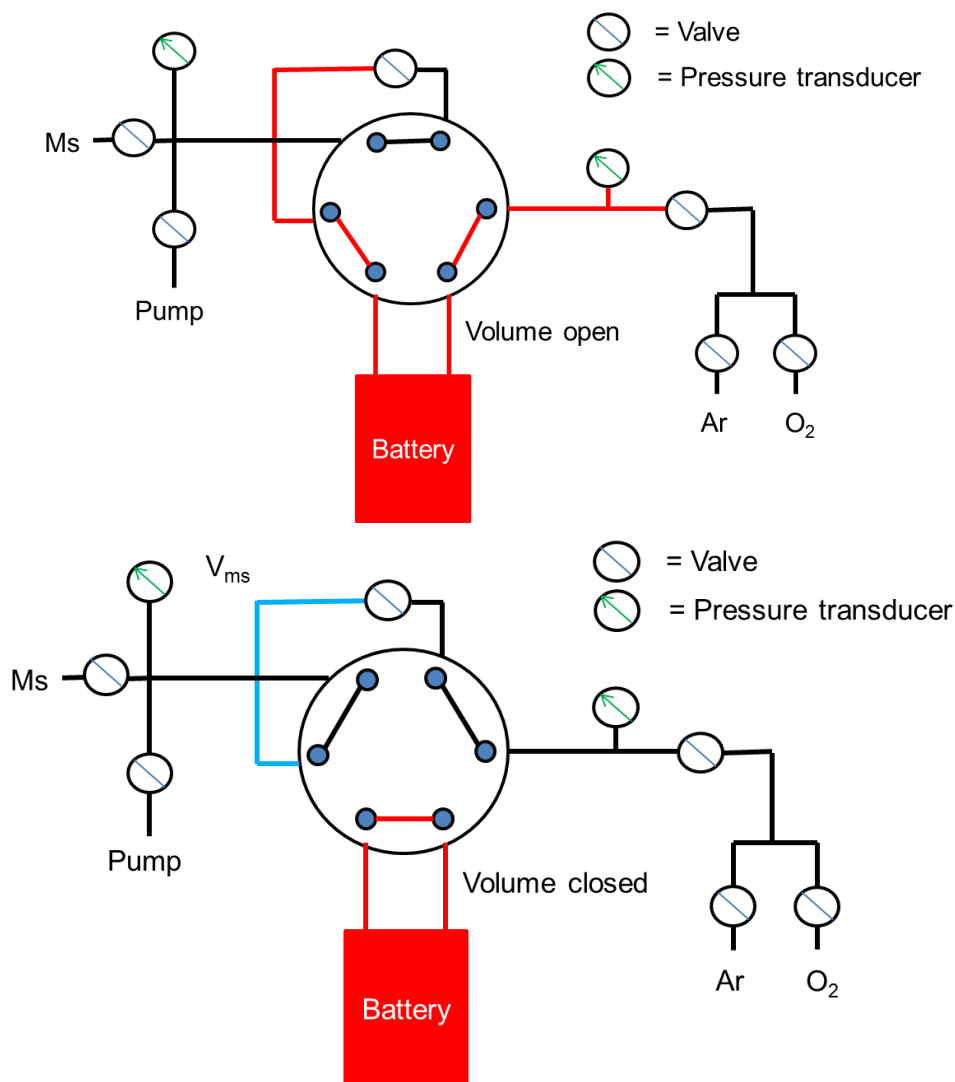 = Valve
= Pressure transducer
Ms
Pump
Volume open
Ar
O₂
Battery
Vₘₛ
= Valve
= Pressure transducer
Ms
Pump
Volume closed
Ar
O₂
Battery